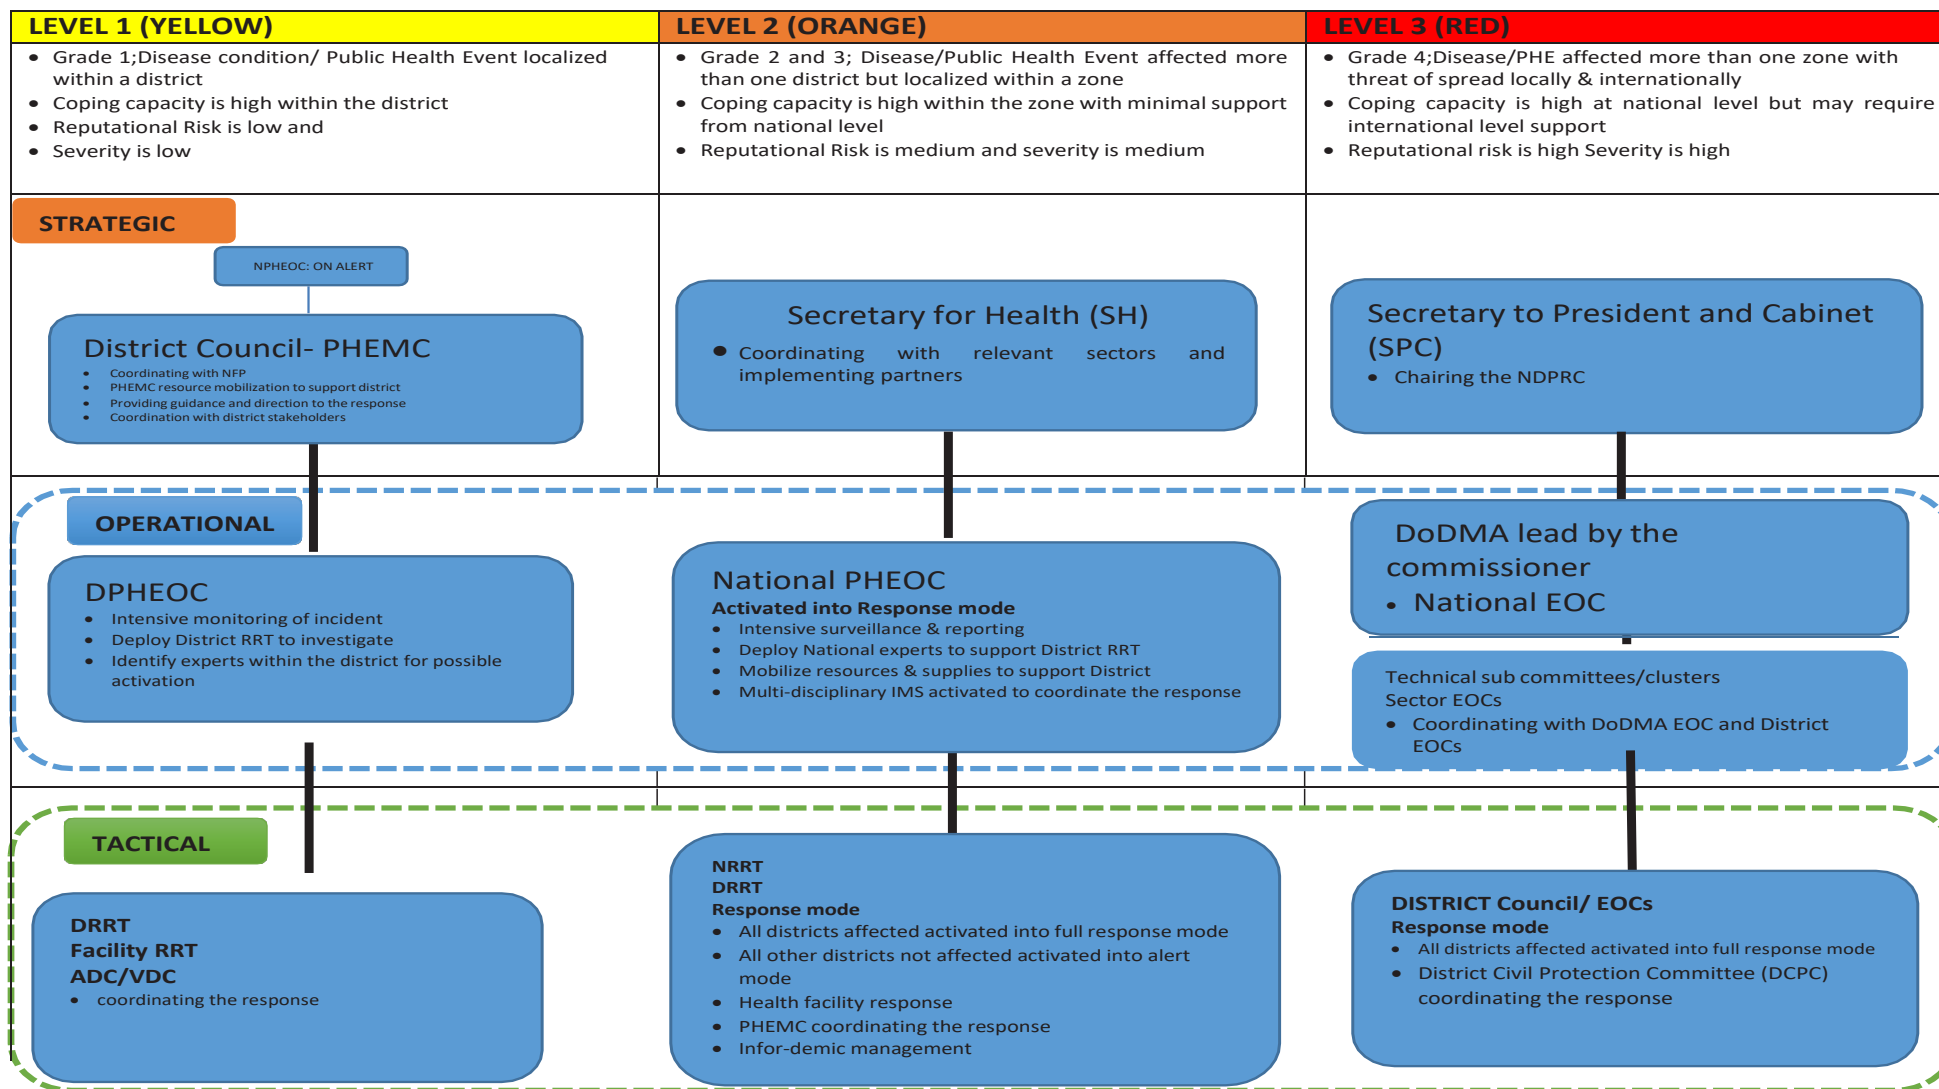 LEVEL 1 (YELLOW)
• Grade 1;Disease condition/ Public Health Event localized
within a district
• Coping capacity is high within the district
• Reputational Risk is low and
• Severity is low
LEVEL 2 (ORANGE)
• Grade 2 and 3; Disease/Public Health Event affected more
than one district but localized within a zone
• Coping capacity is high within the zone with minimal support
from national level
• Reputational Risk is medium and severity is medium
LEVEL 3 (RED)
• Grade 4;Disease/PHE affected more than one zone with
threat of spread locally & internationally
• Coping capacity is high at national level but may require
international level support
• Reputational risk is high Severity is high
STRATEGIC
NPHEOC: ON ALERT
District Council- PHEMC
• Coordinating with NFP
• PHEMC resource mobilization to support district
• Providing guidance and direction to the response
• Coordination with district stakeholders
Secretary for Health (SH)
• Coordinating with relevant sectors and
implementing partners
Secretary to President and Cabinet
(SPC)
• Chairing the NDPRC
OPERATIONAL
DPHEOC
• Intensive monitoring of incident
• Deploy District RRT to investigate
• Identify experts within the district for possible
activation
National PHEOC
Activated into Response mode
• Intensive surveillance & reporting
• Deploy National experts to support District RRT
• Mobilize resources & supplies to support District
• Multi-disciplinary IMS activated to coordinate the response
DoDMA lead by the
commissioner
• National EOC
Technical sub committees/clusters
Sector EOCs
• Coordinating with DoDMA EOC and District
EOCs
TACTICAL
DRRT
Facility RRT
ADC/VDC
• coordinating the response
NRRT
DRRT
Response mode
• All districts affected activated into full response mode
• All other districts not affected activated into alert
mode
• Health facility response
• PHEMC coordinating the response
• Infor-demic management
DISTRICT Council/ EOCs
Response mode
• All districts affected activated into full response mode
• District Civil Protection Committee (DCPC)
coordinating the response